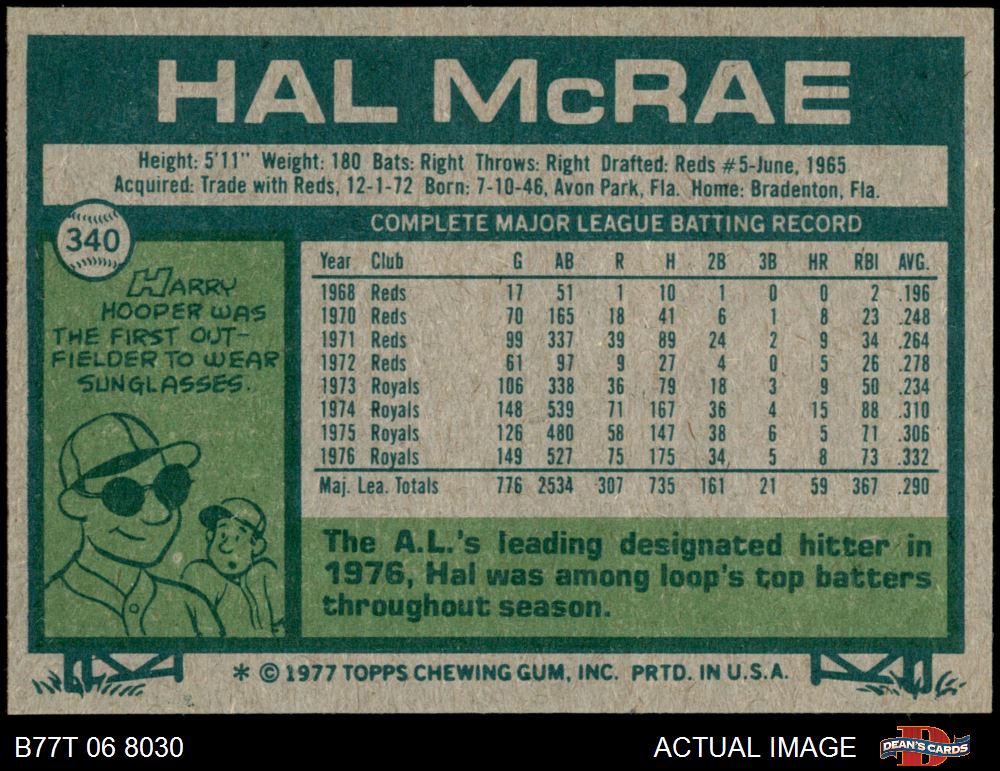 HAL McRAE
Height: 5'11" Weight: 180 Bats: Right Throws: Right Drafted: Reds #5-June, 1965
Acquired: Trade with Reds, 12-1-72 Born: 7-10-46, Avon Park, Fla. Home: Bradenton, Fla.
340
HARRY
HOOPER WAS
THE FIRST OUT-
FIELDER TO WEAR
SUNGLASSES.
COMPLETE MAJOR LEAGUE BATTING RECORD
Year Club G AB R H 2B 3B HR RBI AVG.
1968 Reds 17 51 1 10 1 0 0 2 .196
1970 Reds 70 165 18 41 6 1 8 23 .248
1971 Reds 99 337 39 89 24 2 9 34 .264
1972 Reds 61 97 9 27 4 0 5 26 .278
1973 Royals 106 338 36 79 18 3 9 50 .234
1974 Royals 148 539 71 167 36 4 15 88 .310
1975 Royals 126 480 58 147 38 6 5 71 .306
1976 Royals 149 527 75 175 34 5 8 73 .332
Maj. Lea. Totals 776 2534 307 735 161 21 59 367 .290
The A.L.'s leading designated hitter in
1976, Hal was among loop's top batters
throughout season.
* © 1977 TOPPS CHEWING GUM, INC. PRTD. IN U.S.A.
B77T 06 8030
ACTUAL IMAGE
DEAN'S CARDS